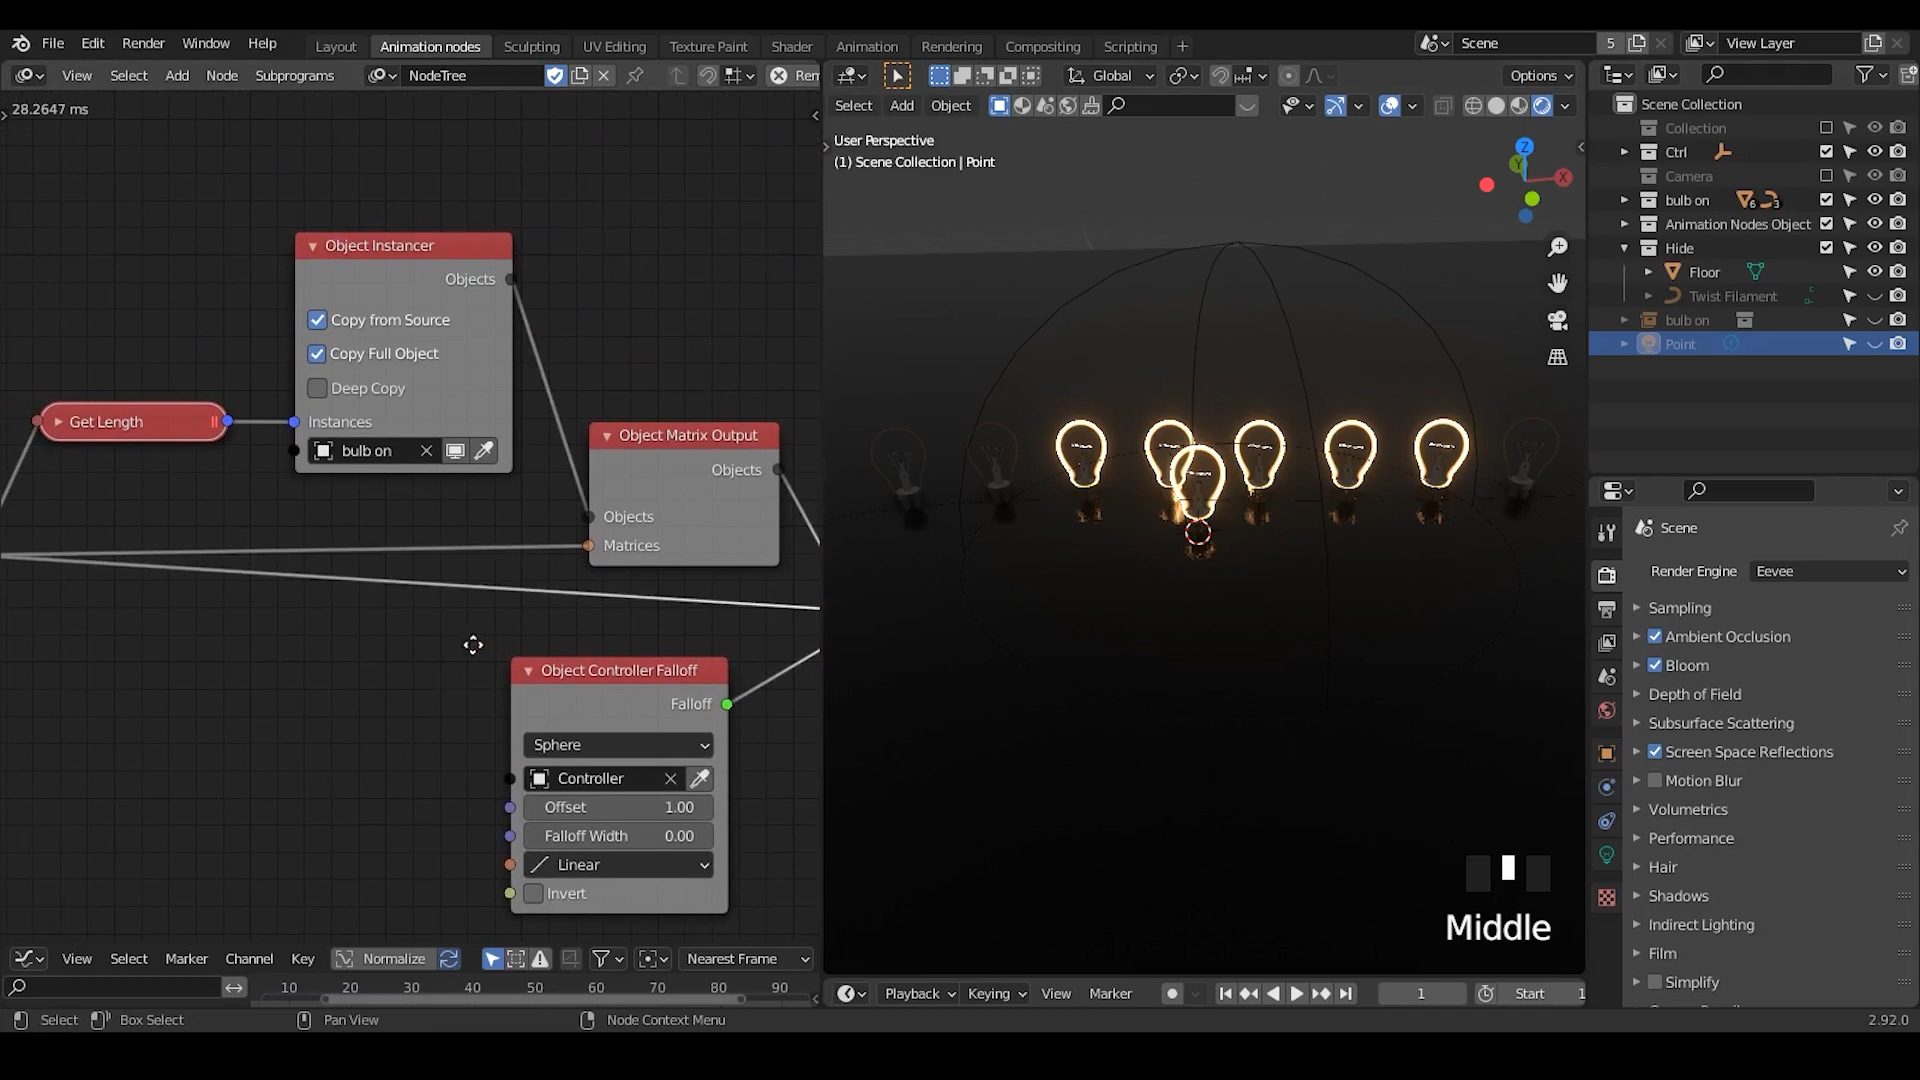 File Edit Render Window Help Layout Animation nodes Sculpting UV Editing Texture Paint Shader Animation Rendering Compositing Scripting + Scene 5 View Layer
View Select Add Node Subprograms NodeTree Rem Global Options
28.2647 ms
Select Add Object
User Perspective
(1) Scene Collection | Point
Z
Y
X
Object Instancer
Objects
Copy from Source
Copy Full Object
Deep Copy
Instances
bulb on
Get Length
Object Matrix Output
Objects
Objects
Matrices
Object Controller Falloff
Falloff
Sphere
Controller
Offset 1.00
Falloff Width 0.00
Linear
Invert
Middle
Scene Collection
Collection
Ctrl
Camera
bulb on 6 3
Animation Nodes Object
Hide
Floor
Twist Filament
bulb on
Point
Scene
Render Engine Eevee
Sampling
Ambient Occlusion
Bloom
Depth of Field
Subsurface Scattering
Screen Space Reflections
Motion Blur
Volumetrics
Performance
Hair
Shadows
Indirect Lighting
Film
Simplify
View Select Marker Channel Key Normalize Nearest Frame
10 20 30 40 50 60 70 80 90
Playback Keying View Marker 1 Start 1
Select Box Select Pan View Node Context Menu 2.92.0